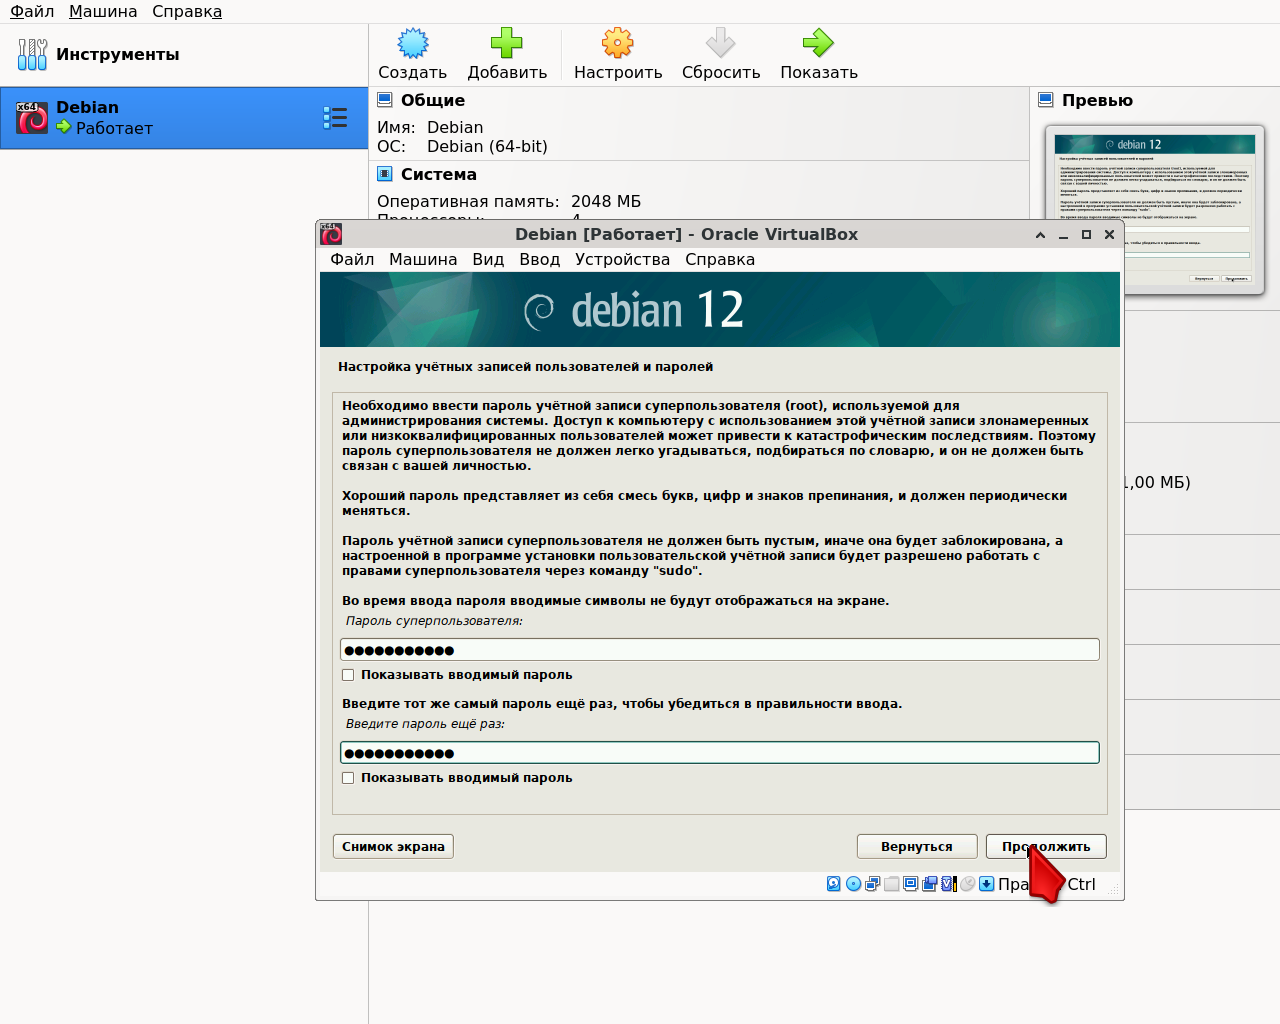 Файл Машина Справка
Инструменты
Создать Добавить Настроить Сбросить Показать
x64 Debian
Работает
Общие
Имя: Debian
ОС: Debian (64-bit)
Система
Оперативная память: 2048 МБ
Процессоры: 4
Превью
debian 12
Debian [Работает] - Oracle VirtualBox
Файл Машина Вид Ввод Устройства Справка
debian 12
Настройка учётных записей пользователей и паролей
Необходимо ввести пароль учётной записи суперпользователя (root), используемой для
администрирования системы. Доступ к компьютеру с использованием этой учётной записи злонамеренных
или низкоквалифицированных пользователей может привести к катастрофическим последствиям. Поэтому
пароль суперпользователя не должен легко угадываться, подбираться по словарю, и он не должен быть
связан с вашей личностью.
Хороший пароль представляет из себя смесь букв, цифр и знаков препинания, и должен периодически
меняться.
Пароль учётной записи суперпользователя не должен быть пустым, иначе она будет заблокирована, а
настроенной в программе установки пользовательской учётной записи будет разрешено работать с
правами суперпользователя через команду "sudo".
Во время ввода пароля вводимые символы не будут отображаться на экране.
Пароль суперпользователя:
●●●●●●●●●●●
Показывать вводимый пароль
Введите тот же самый пароль ещё раз, чтобы убедиться в правильности ввода.
Введите пароль ещё раз:
●●●●●●●●●●●
Показывать вводимый пароль
Снимок экрана Вернуться Продолжить
Ctrl
1,00 МБ)